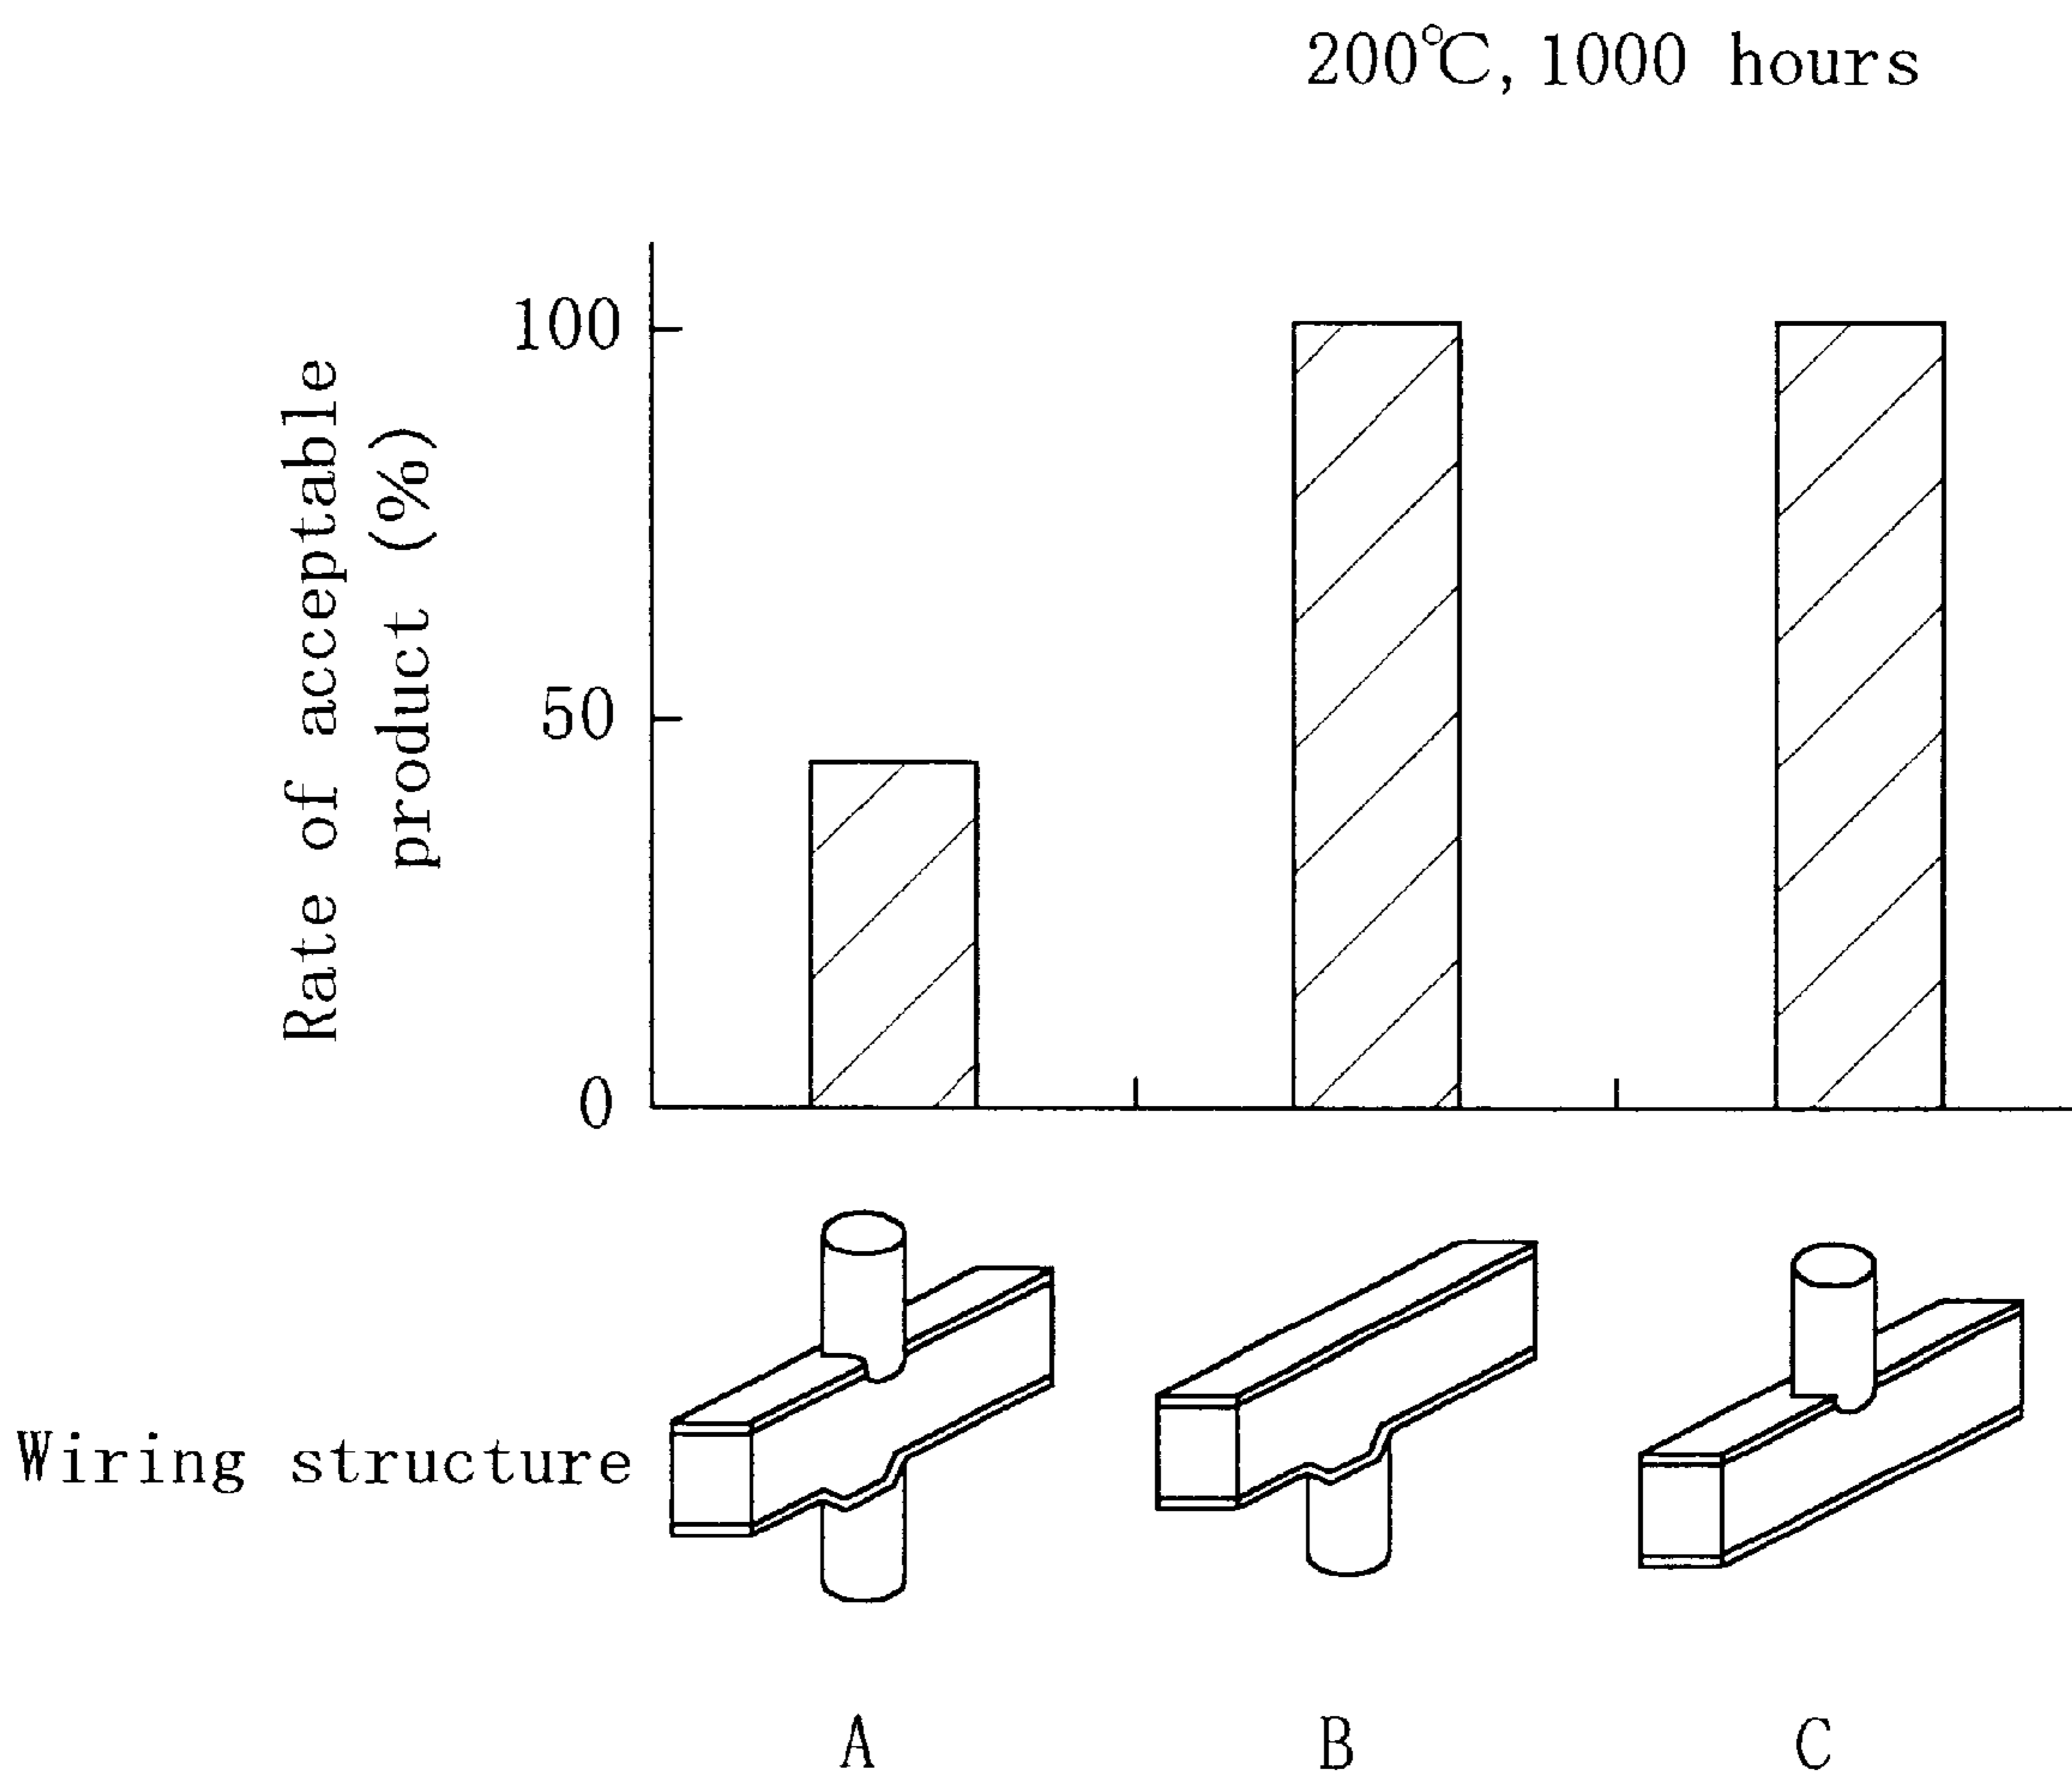 200℃, 1000 hours
Rate of acceptable
product (%)
100
50
0
Wiring structure
A B C